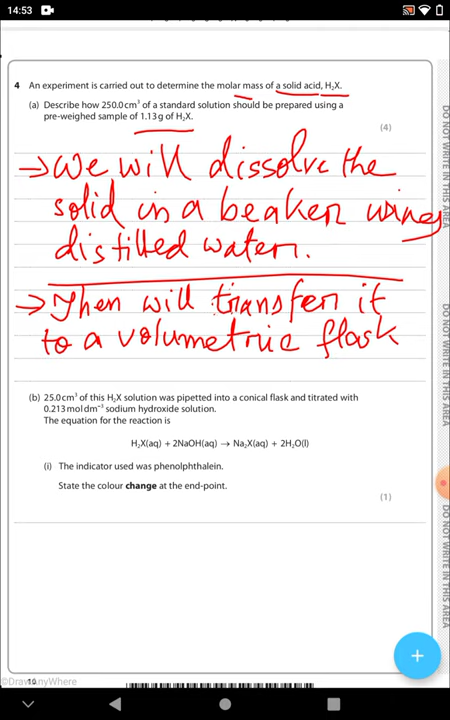 14:53
4 An experiment is carried out to determine the molar mass of a solid acid, H₂X.
(a) Describe how 250.0 cm³ of a standard solution should be prepared using a
pre-weighed sample of 1.13 g of H₂X.
(4)
→ We will dissolve the
solid in a beaker using
distilled water.
→ Then will transfer it
to a volumetric flask
(b) 25.0 cm³ of this H₂X solution was pipetted into a conical flask and titrated with
0.213 mol dm⁻³ sodium hydroxide solution.
The equation for the reaction is
H₂X(aq) + 2NaOH(aq) → Na₂X(aq) + 2H₂O(l)
(i) The indicator used was phenolphthalein.
State the colour change at the end-point.
(1)
DO NOT WRITE IN THIS AREA
DO NOT WRITE IN THIS AREA
DO NOT WRITE IN THIS AREA
©DrawAnyWhere
+